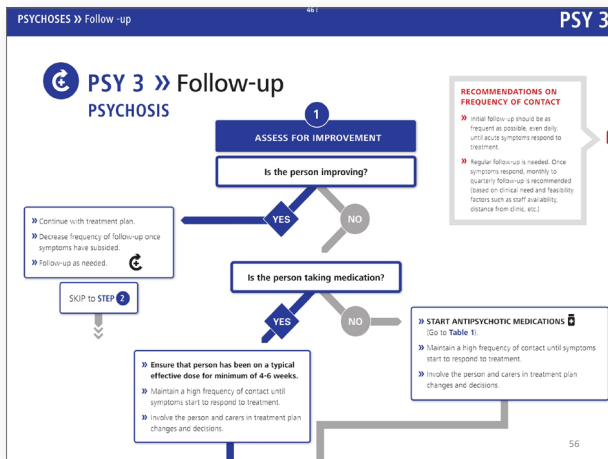 PSYCHOSES » Follow -up
461
PSY 3
PSY 3 » Follow-up
PSYCHOSIS
1
ASSESS FOR IMPROVEMENT
Is the person improving?
YES
NO
» Continue with treatment plan.
» Decrease frequency of follow-up once
symptoms have subsided.
» Follow-up as needed.
SKIP to STEP 2
Is the person taking medication?
YES
NO
» Ensure that person has been on a typical
effective dose for minimum of 4-6 weeks.
» Maintain a high frequency of contact until
symptoms start to respond to treatment.
» Involve the person and carers in treatment plan
changes and decisions.
» START ANTIPSYCHOTIC MEDICATIONS
(Go to Table 1).
» Maintain a high frequency of contact until symptoms
start to respond to treatment.
» Involve the person and carers in treatment plan
changes and decisions.
RECOMMENDATIONS ON
FREQUENCY OF CONTACT
» Initial follow-up should be as
frequent as possible, even daily,
until acute symptoms respond to
treatment.
» Regular follow-up is needed. Once
symptoms respond, monthly to
quarterly follow-up is recommended
(based on clinical need and feasibility
factors such as staff availability,
distance from clinic, etc.)
56